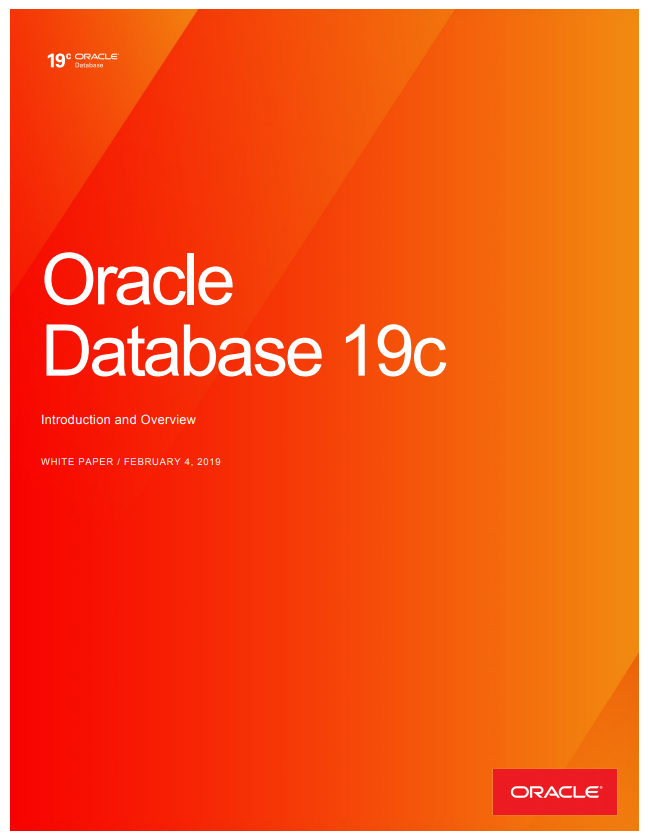 19c ORACLE®
Database
Oracle
Database 19c
Introduction and Overview
WHITE PAPER / FEBRUARY 4, 2019
ORACLE®